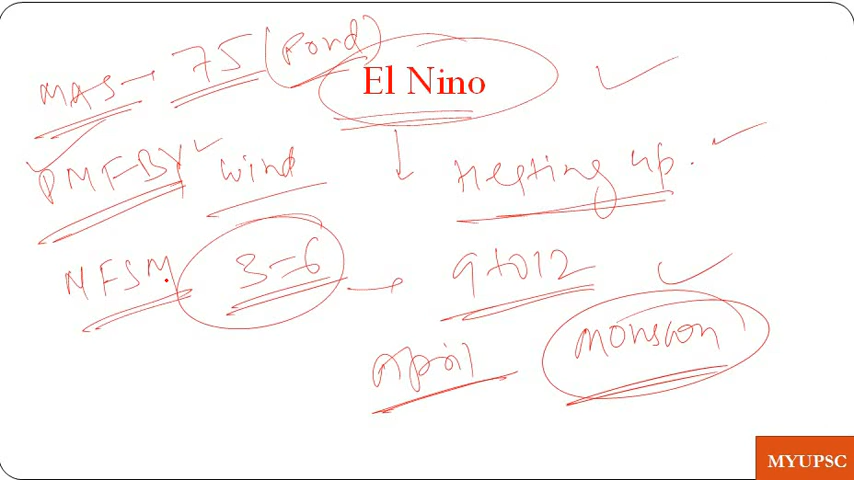 MAS → 75 (Pond)
El Nino
PMFBY wind
Heating up.
NFSM 3=6 → 9 to 12
April monsoon
MYUPSC